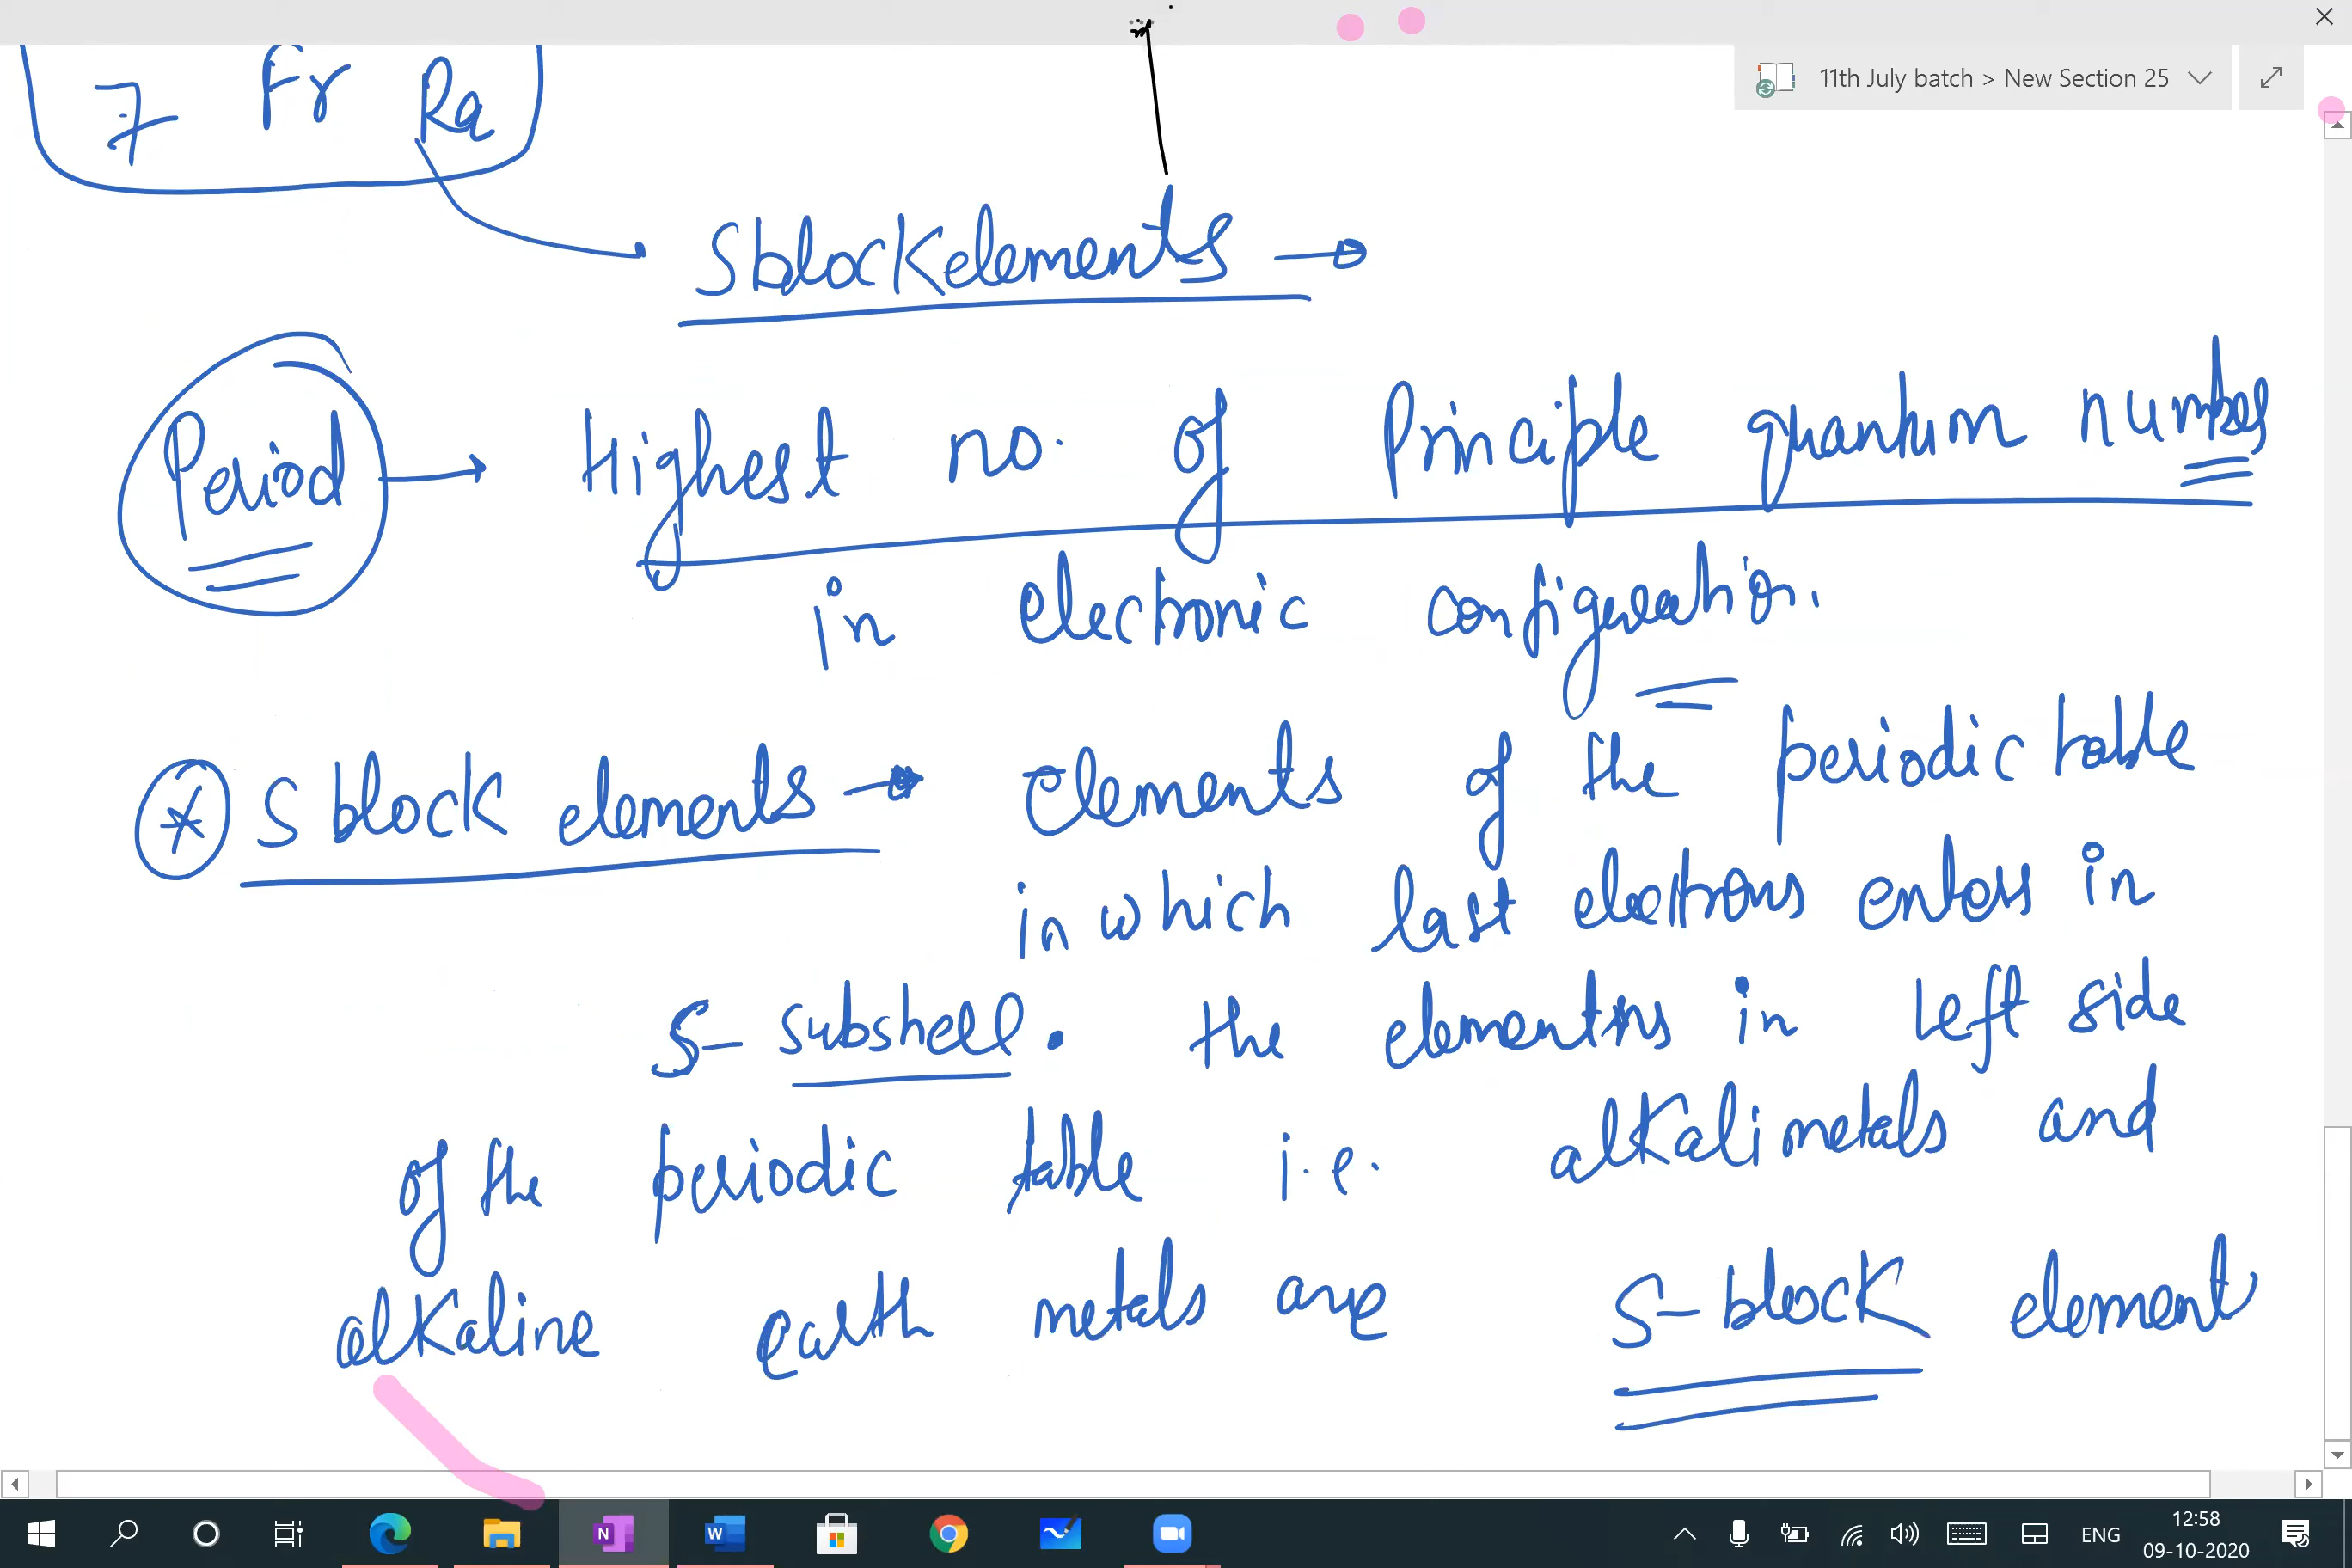 11th July batch > New Section 25
7 Fr Ra
S block elements →
Period → Highest no. of Principle quantum number
in electronic configeration.
* S block elements → elements of the periodic table
in which last electrons enters in
S- subshell. the elements in left side
of the periodic table i.e. alkali metals and
alkaline earth metals are S-block element
ENG
12:58
09-10-2020